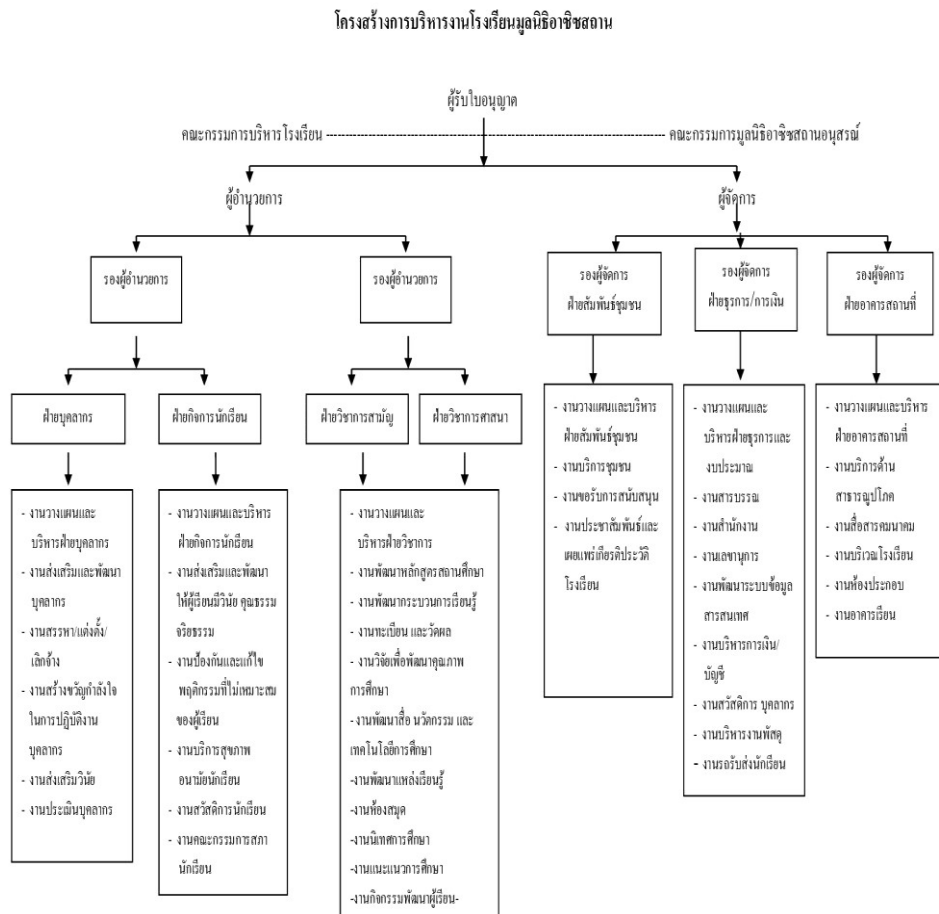 โครงสร้างการบริหารงานโรงเรียนมูลนิธิอาซิซสถาน
ผู้รับใบอนุญาต
คณะกรรมการบริหารโรงเรียน ---------------------------------------------------------- คณะกรรมการมูลนิธิอาซิซสถานอนุสรณ์
ผู้อำนวยการ
ผู้จัดการ
รองผู้อำนวยการ
รองผู้อำนวยการ
รองผู้จัดการ
ฝ่ายสัมพันธ์ชุมชน
รองผู้จัดการ
ฝ่ายธุรการ/การเงิน
รองผู้จัดการ
ฝ่ายอาคารสถานที่
ฝ่ายบุคลากร
ฝ่ายกิจการนักเรียน
ฝ่ายวิชาการสามัญ
ฝ่ายวิชาการศาสนา
- งานวางแผนและ
บริหารฝ่ายบุคลากร
- งานส่งเสริมและพัฒนา
บุคลากร
- งานสรรหา/แต่งตั้ง/
เลิกจ้าง
- งานสร้างขวัญกำลังใจ
ในการปฏิบัติงาน
บุคลากร
- งานส่งเสริมวินัย
- งานประเมินบุคลากร
- งานวางแผนและบริหาร
ฝ่ายกิจการนักเรียน
- งานส่งเสริมและพัฒนา
ให้ผู้เรียนมีวินัย คุณธรรม
จริยธรรม
- งานป้องกันและแก้ไข
พฤติกรรมที่ไม่เหมาะสม
ของผู้เรียน
- งานบริการสุขภาพ
อนามัยนักเรียน
- งานสวัสดิการนักเรียน
- งานคณะกรรมการสภา
นักเรียน
- งานวางแผนและ
บริหารฝ่ายวิชาการ
- งานพัฒนาหลักสูตรสถานศึกษา
- งานพัฒนากระบวนการเรียนรู้
- งานทะเบียน และวัดผล
- งานวิจัยเพื่อพัฒนาคุณภาพ
การศึกษา
- งานพัฒนาสื่อ นวัตกรรม และ
เทคโนโลยีการศึกษา
-งานพัฒนาแหล่งเรียนรู้
-งานห้องสมุด
-งานนิเทศการศึกษา
-งานแนะแนวการศึกษา
-งานกิจกรรมพัฒนาผู้เรียน-
- งานวางแผนและบริหาร
ฝ่ายสัมพันธ์ชุมชน
- งานบริการชุมชน
- งานขอรับการสนับสนุน
- งานประชาสัมพันธ์และ
เผยแพร่เกียรติประวัติ
โรงเรียน
- งานวางแผนและ
บริหารฝ่ายธุรการและ
งบประมาณ
- งานสารบรรณ
- งานสำนักงาน
- งานเลขานุการ
- งานพัฒนาระบบข้อมูล
สารสนเทศ
- งานบริหารการเงิน/
บัญชี
- งานสวัสดิการ บุคลากร
- งานบริหารงานพัสดุ
- งานรถรับส่งนักเรียน
- งานวางแผนและบริหาร
ฝ่ายอาคารสถานที่
- งานบริการด้าน
สาธารณูปโภค
- งานสื่อสารคมนาคม
- งานบริเวณโรงเรียน
- งานห้องประกอบ
- งานอาคารเรียน